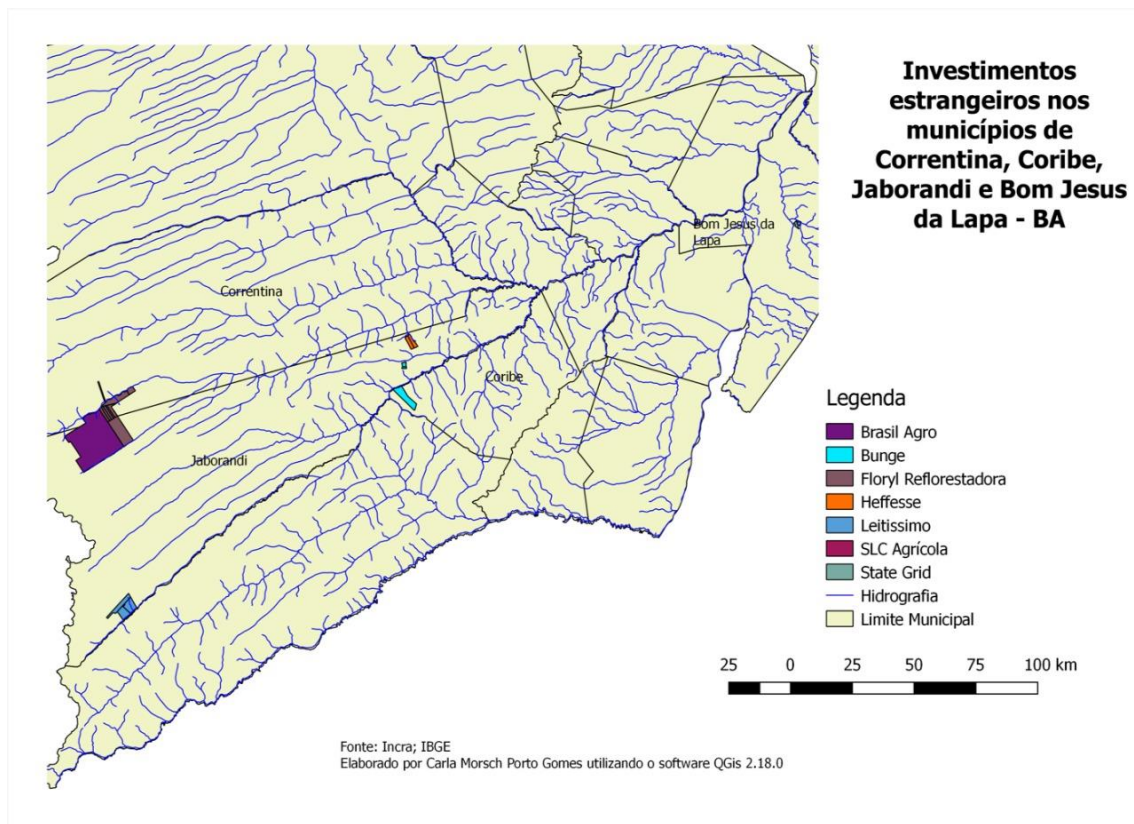 Investimentos
estrangeiros nos
municípios de
Correntina, Coribe,
Jaborandi e Bom Jesus
da Lapa - BA
Bom Jesus da
Lapa
Correntina
Coribe
Jaborandi
Legenda
Brasil Agro
Bunge
Floryl Reflorestadora
Heffesse
Leitissimo
SLC Agrícola
State Grid
Hidrografia
Limite Municipal
25 0 25 50 75 100 km
Fonte: Incra; IBGE
Elaborado por Carla Morsch Porto Gomes utilizando o software QGis 2.18.0